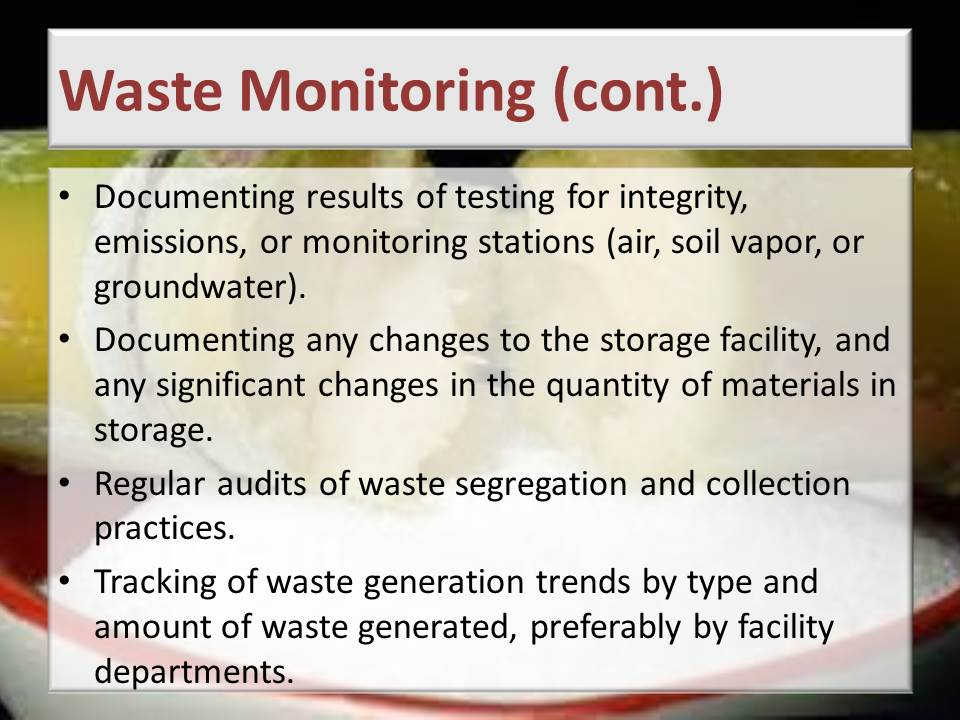 Waste Monitoring (cont.)
• Documenting results of testing for integrity,
emissions, or monitoring stations (air, soil vapor, or
groundwater).
• Documenting any changes to the storage facility, and
any significant changes in the quantity of materials in
storage.
• Regular audits of waste segregation and collection
practices.
• Tracking of waste generation trends by type and
amount of waste generated, preferably by facility
departments.